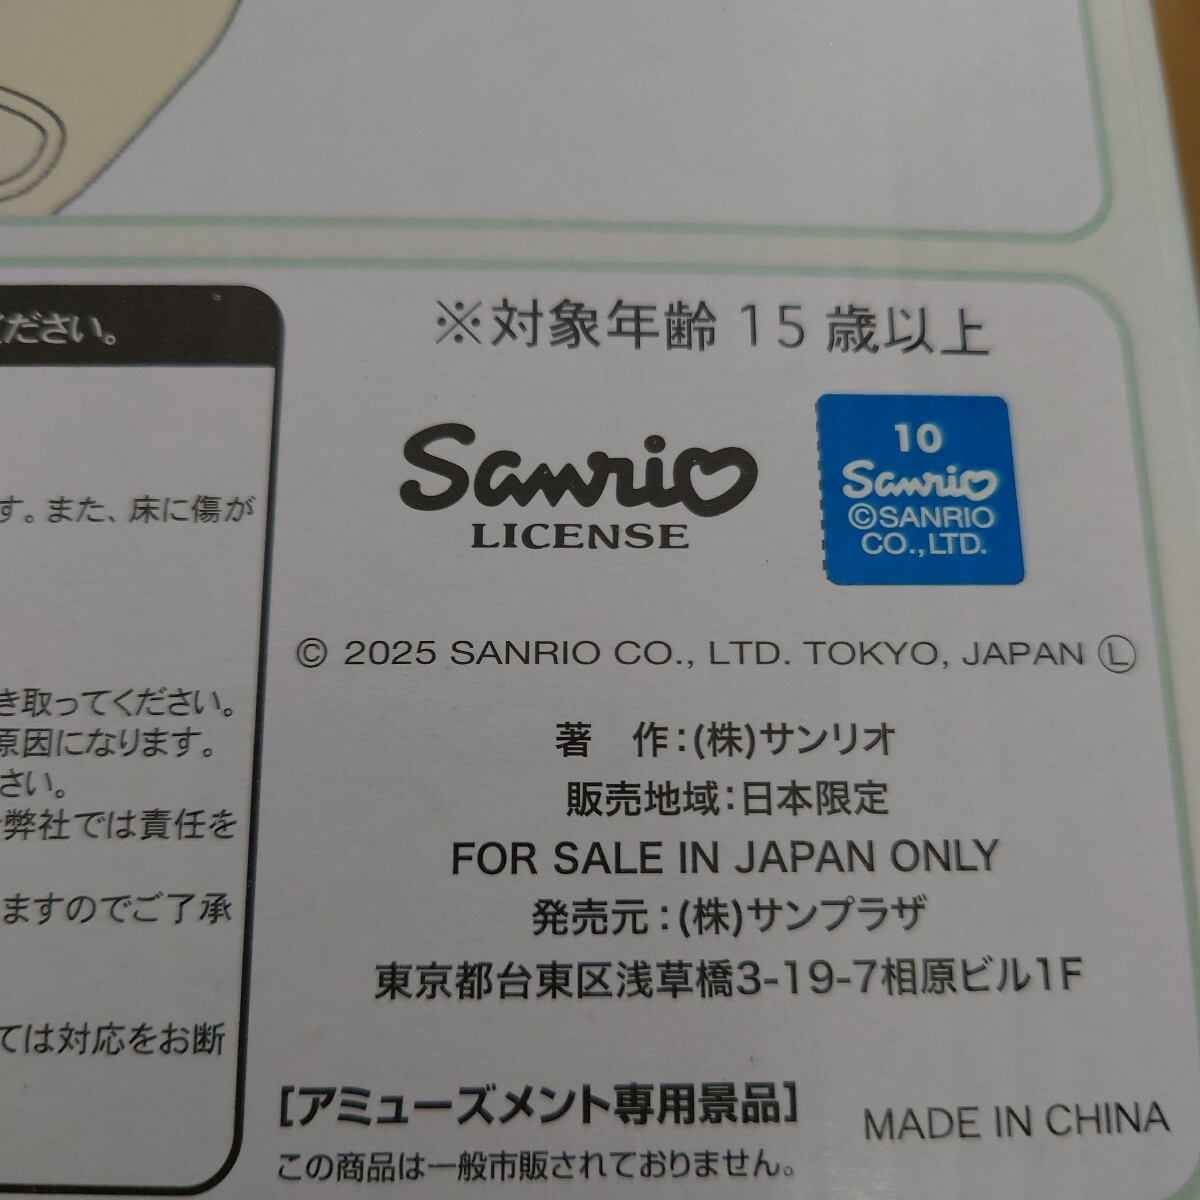 ください。
す。また、床に傷が
き取ってください。
原因になります。
さい。
弊社では責任を
ますのでご了承
ては対応をお断
※対象年齢 15 歳以上
Sanrio
LICENSE
10
Sanrio
©SANRIO
CO.,LTD.
© 2025 SANRIO CO., LTD. TOKYO, JAPAN Ⓛ
著　作：(株)サンリオ
販売地域：日本限定
FOR SALE IN JAPAN ONLY
発売元：(株)サンプラザ
東京都台東区浅草橋3-19-7相原ビル1F
[アミューズメント専用景品]
この商品は一般市販されておりません。
MADE IN CHINA